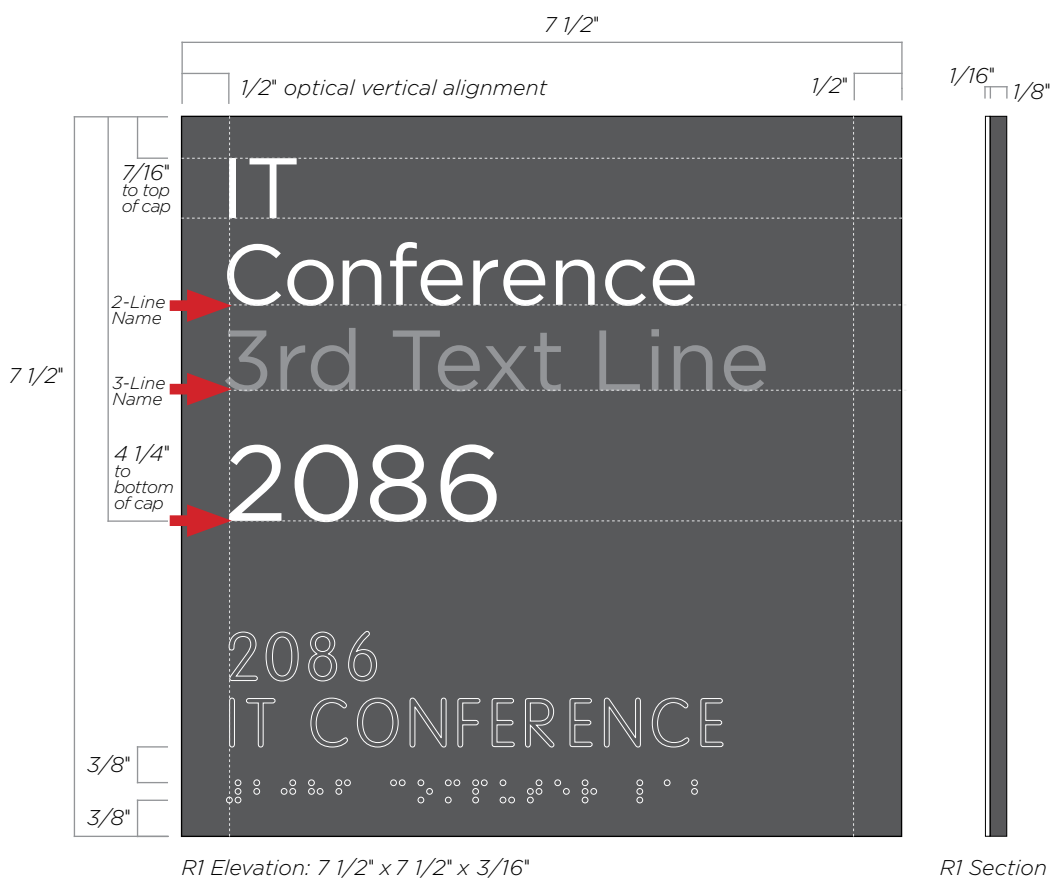 7 1/2"
1/2" optical vertical alignment
1/2"
1/16"
1/8"
7/16"
to top
of cap
IT
Conference
2-Line
Name
3rd Text Line
3-Line
Name
7 1/2"
4 1/4"
to
bottom
of cap
2086
2086
IT CONFERENCE
3/8"
3/8"
R1 Elevation: 7 1/2" x 7 1/2" x 3/16"
R1 Section